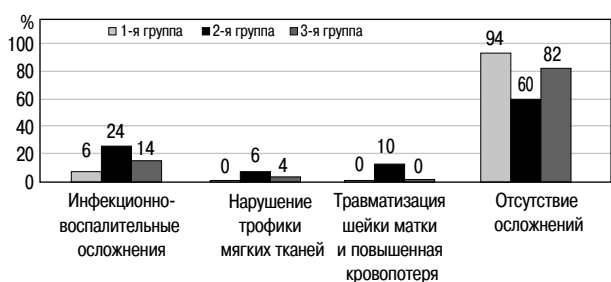 %
1-я группа 2-я группа 3-я группа
100
80
60
40
20
0
6 24 14
0 6 4
0 10 0
94 60 82
Инфекционно-
воспалительные
осложнения
Нарушение
трофики
мягких тканей
Травматизация
шейки матки
и повышенная
кровопотеря
Отсутствие
осложнений